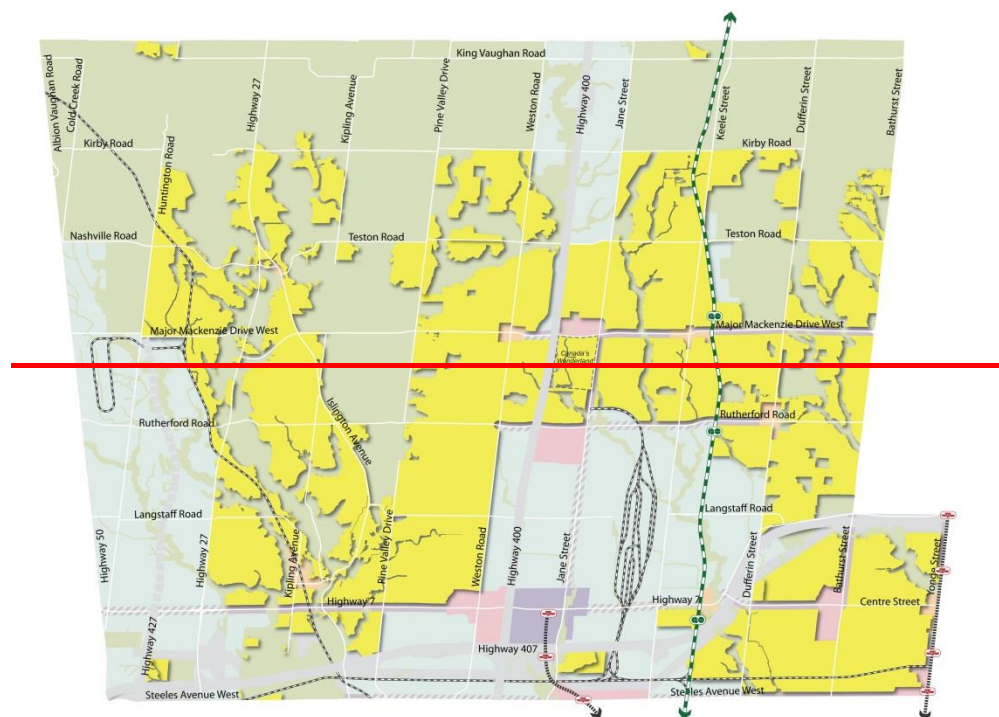 King Vaughan Road
Albion Vaughan Road
Cold Creek Road
Highway 27
Kipling Avenue
Pine Valley Drive
Weston Road
Highway 400
Jane Street
Keele Street
Dufferin Street
Bathurst Street
Kirby Road
Kirby Road
Huntington Road
Nashville Road
Teston Road
Teston Road
Major Mackenzie Drive West
Major Mackenzie Drive West
Canada's
Wonderland
Rutherford Road
Islington Avenue
Rutherford Road
Langstaff Road
Langstaff Road
Highway 50
Highway 27
Kipling Avenue
Pine Valley Drive
Weston Road
Highway 400
Jane Street
Dufferin Street
Bathurst Street
Yonge Street
Highway 7
Highway 7
Centre Street
Highway 427
Highway 407
Steeles Avenue West
Steeles Avenue West